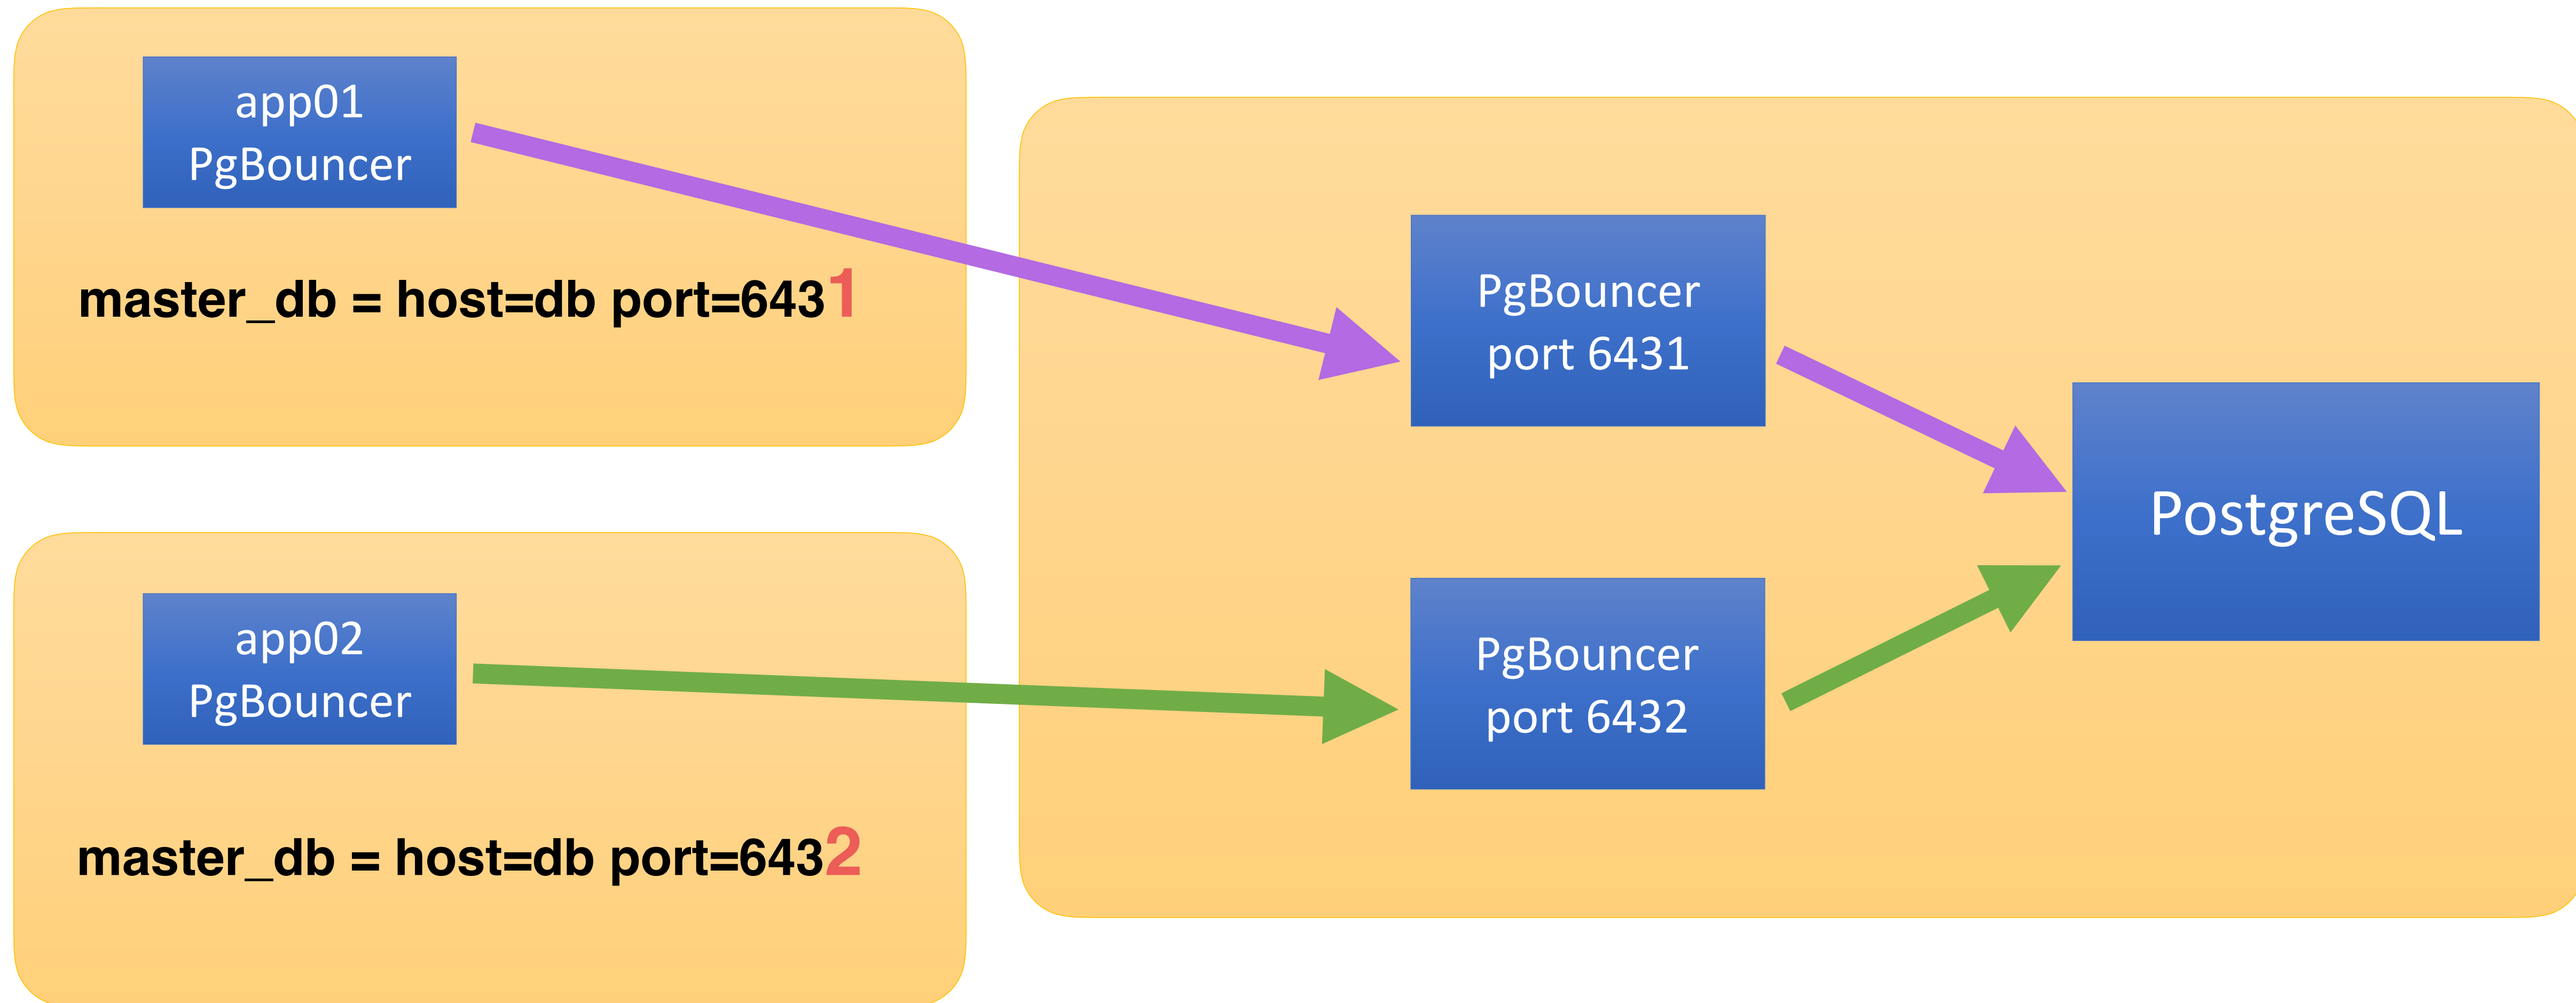 app01
PgBouncer
master_db = host=db port=6431
app02
PgBouncer
master_db = host=db port=6432
PgBouncer
port 6431
PgBouncer
port 6432
PostgreSQL